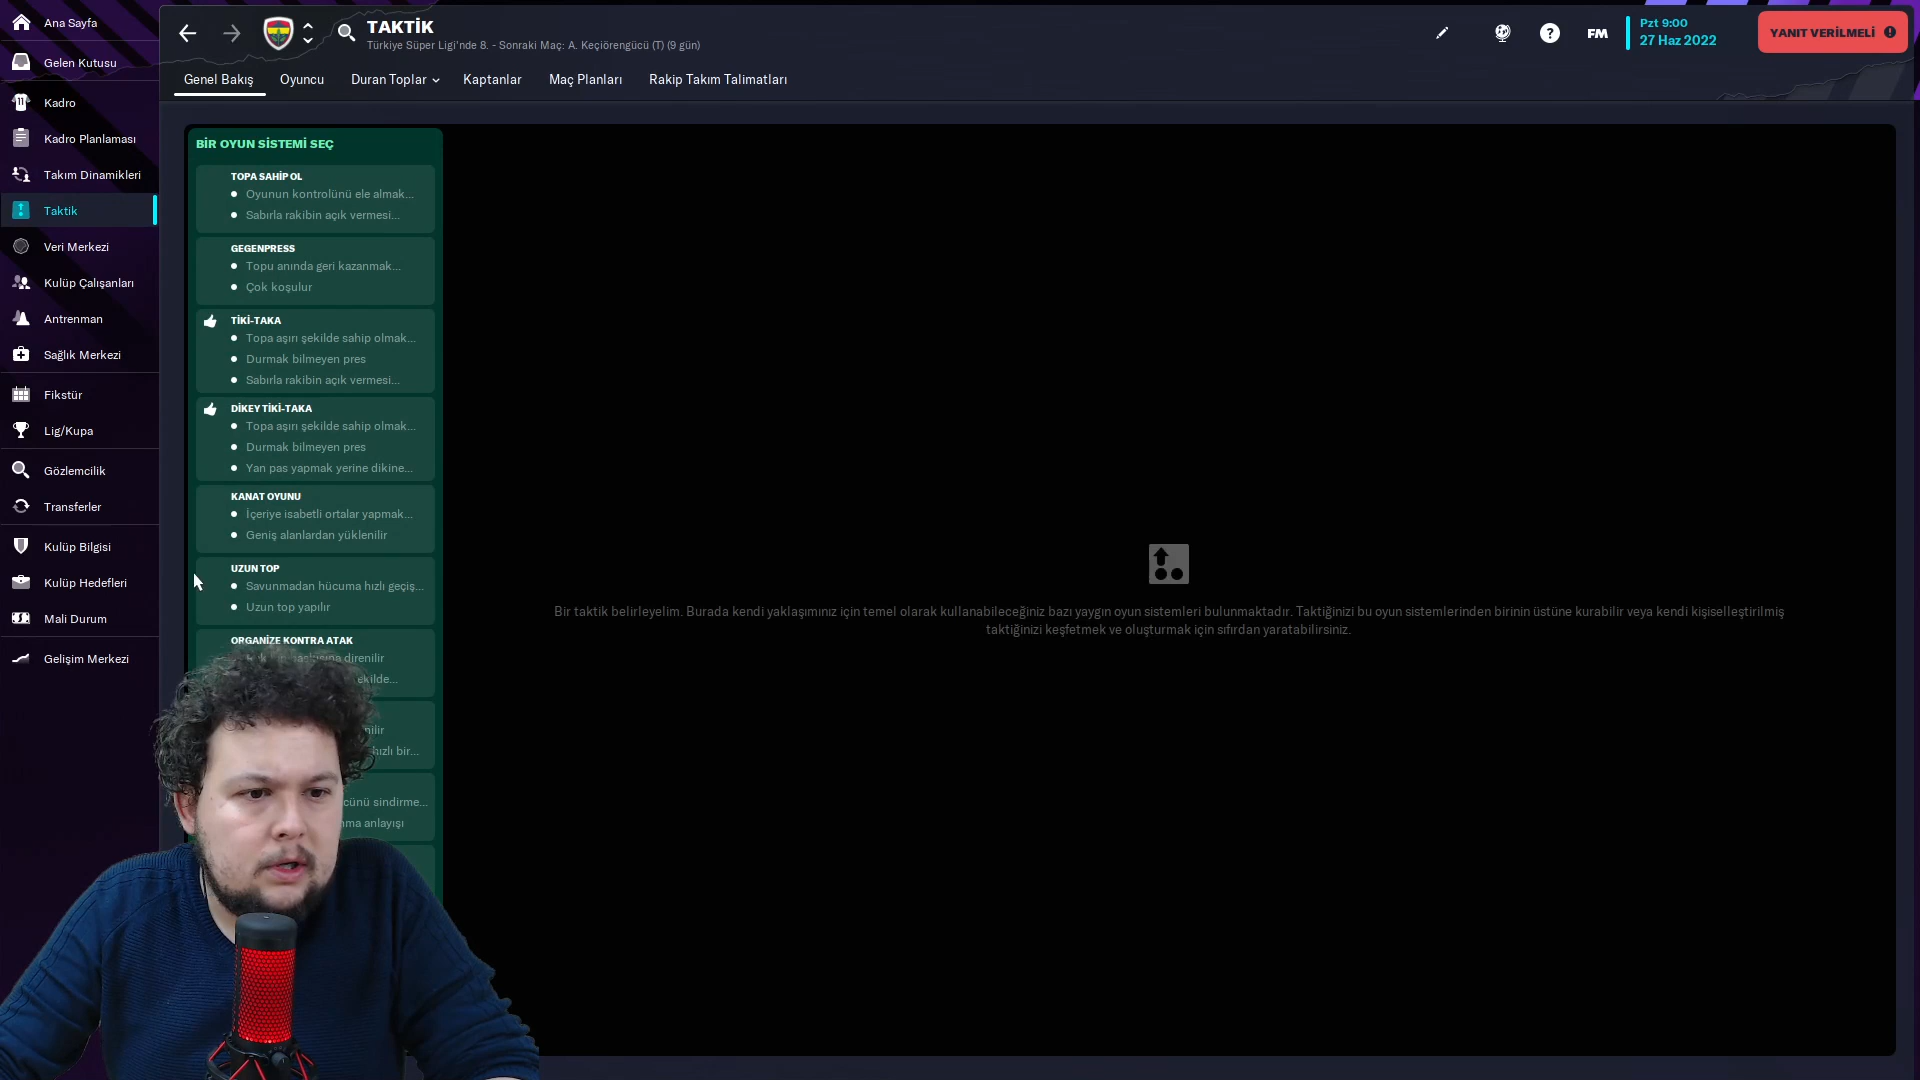 Ana Sayfa
Gelen Kutusu
Kadro
Kadro Planlaması
Takım Dinamikleri
Taktik
Veri Merkezi
Kulüp Çalışanları
Antrenman
Sağlık Merkezi
Fikstür
Lig/Kupa
Gözlemcilik
Transferler
Kulüp Bilgisi
Kulüp Hedefleri
Mali Durum
Gelişim Merkezi
TAKTİK
Türkiye Süper Ligi'nde 8. - Sonraki Maç: A. Keçiörengücü (T) (9 gün)
FM
Pzt 9:00
27 Haz 2022
YANIT VERİLMELİ
Genel Bakış
Oyuncu
Duran Toplar
Kaptanlar
Maç Planları
Rakip Takım Talimatları
BİR OYUN SİSTEMİ SEÇ
TOPA SAHİP OL
Oyunun kontrolünü ele almak...
Sabırla rakibin açık vermesi...
GEGENPRESS
Topu anında geri kazanmak...
Çok koşulur
TİKİ-TAKA
Topa aşırı şekilde sahip olmak...
Durmak bilmeyen pres
Sabırla rakibin açık vermesi...
DİKEY TİKİ-TAKA
Topa aşırı şekilde sahip olmak...
Durmak bilmeyen pres
Yan pas yapmak yerine dikine...
KANAT OYUNU
İçeriye isabetli ortalar yapmak...
Geniş alanlardan yüklenilir
UZUN TOP
Savunmadan hücuma hızlı geçiş...
Uzun top yapılır
ORGANİZE KONTRA ATAK
direnilir
ekilde...
nilir
hızlı bir...
cünü sindirme...
nma anlayışı
Bir taktik belirleyelim. Burada kendi yaklaşımınız için temel olarak kullanabileceğiniz bazı yaygın oyun sistemleri bulunmaktadır. Taktiğinizi bu oyun sistemlerinden birinin üstüne kurabilir veya kendi kişiselleştirilmiş
taktiğinizi keşfetmek ve oluşturmak için sıfırdan yaratabilirsiniz.